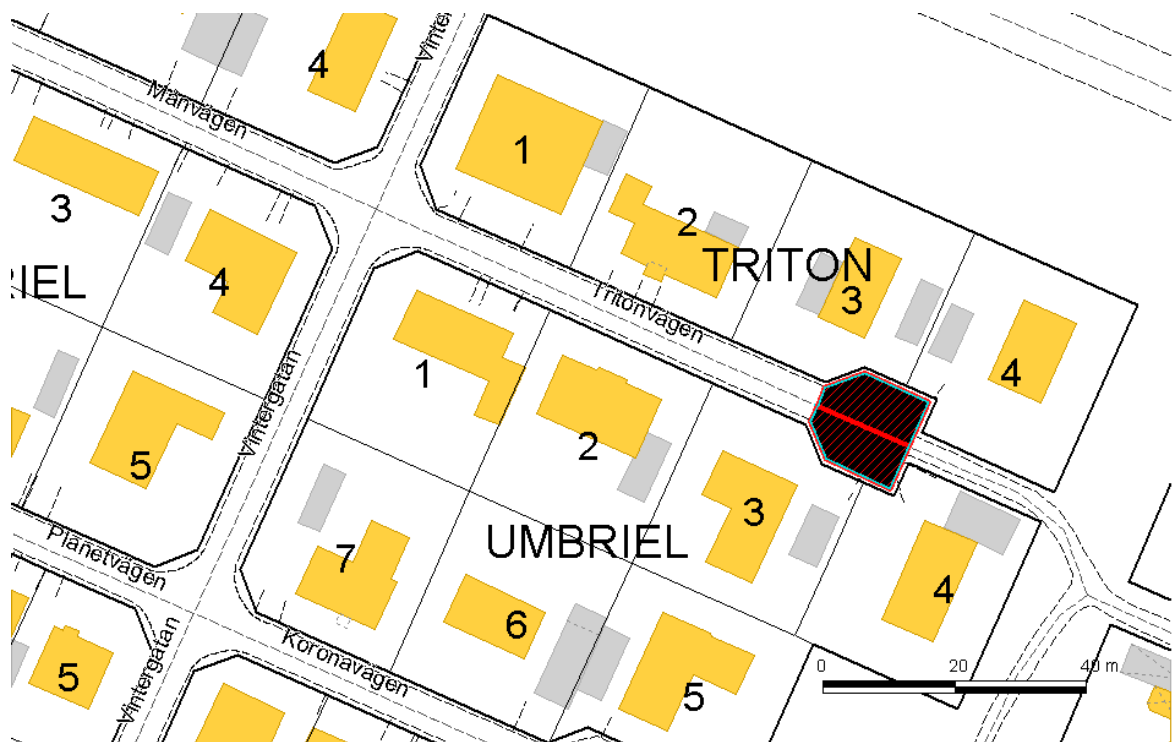 Vinter
4
Månvägen
1
3
2
TRITON
4
3
RIEL
Tritonvägen
1
4
Vintergatan
2
5
3
UMBRIEL
Planetvägen
7
4
6
Koronavägen
5
5
Vintergatan
0 20 40 m